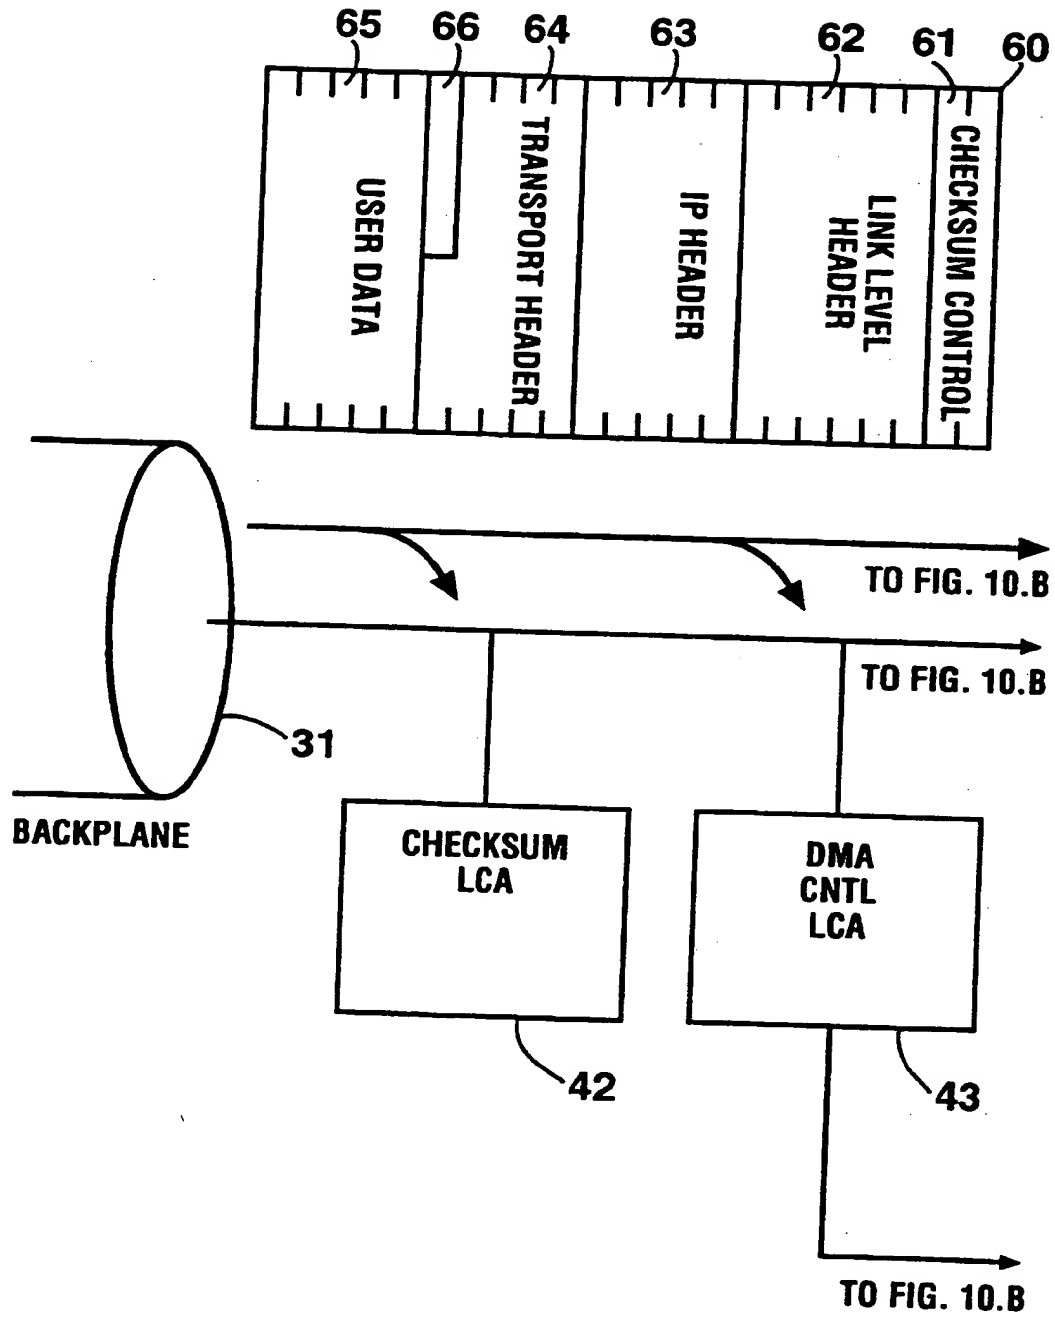 65 66 64 63 62 61 60
USER DATA
TRANSPORT HEADER
IP HEADER
LINK LEVEL
HEADER
CHECKSUM CONTROL
TO FIG. 10.B
TO FIG. 10.B
31
BACKPLANE
CHECKSUM
LCA
DMA
CNTL
LCA
42
43
TO FIG. 10.B